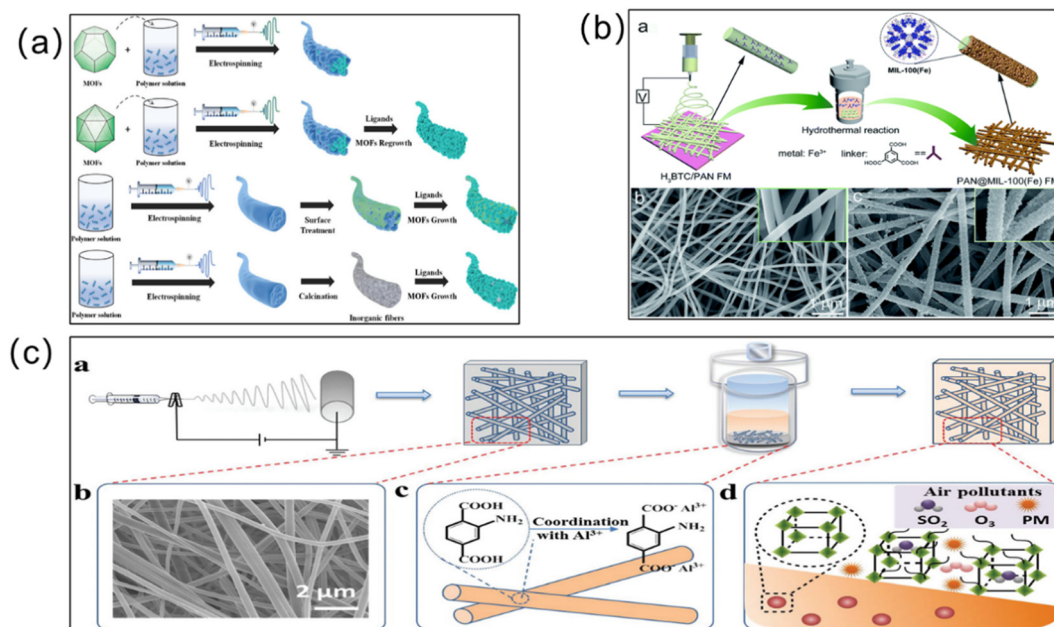 (a)
MOFs
+
Polymer solution
Electrospinning
MOFs
+
Polymer solution
Electrospinning
Ligands
MOFs Regrowth
Polymer solution
Electrospinning
Surface
Treatment
Ligands
MOFs Growth
Polymer solution
Electrospinning
Calcination
Inorganic fibers
Ligands
MOFs Growth
(b)
a
V
H₃BTC/PAN FM
Hydrothermal reaction
metal: Fe³⁺
linker:
COOH
HOOC
COOH
==
MIL-100(Fe)
PAN@MIL-100(Fe) FM
b
1 μm
c
1 μm
(c)
a
b
2 μm
c
COOH
NH₂
COOH
Coordination
with Al³⁺
COO⁻ Al³⁺
NH₂
COO⁻Al³⁺
d
Air pollutants
SO₂ O₃ PM